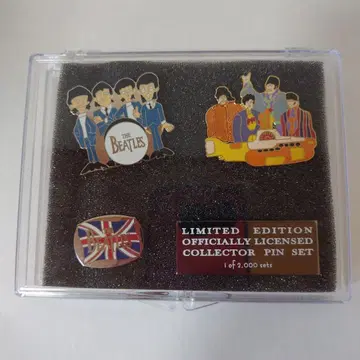 THE
BEATLES
LIMITED EDITION
OFFICIALLY LICENSED
COLLECTOR PIN SET
1 of 2,000 sets